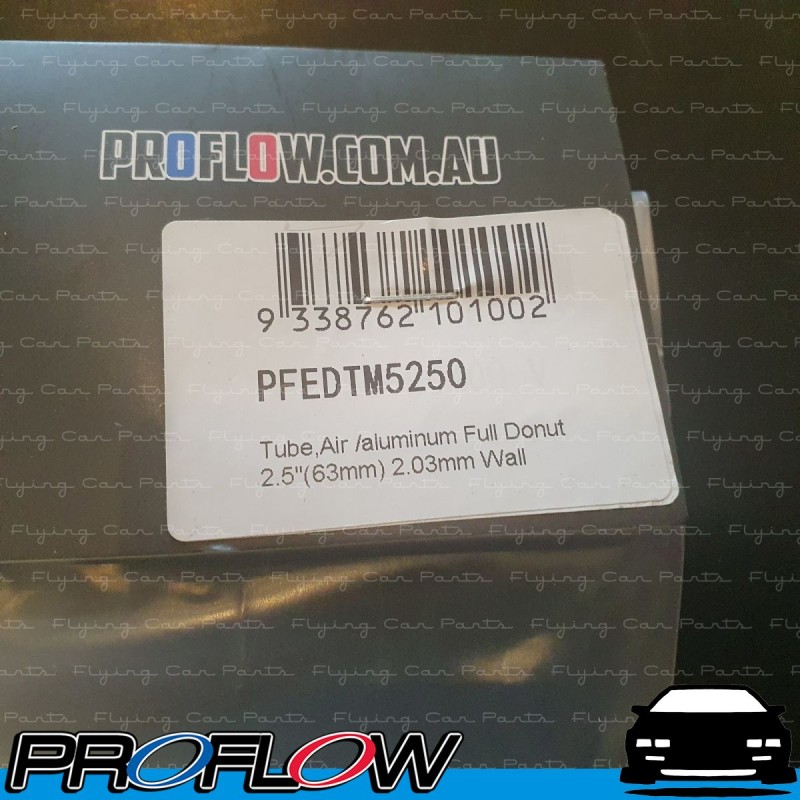 PROFLOW.COM.AU
9 338762 101002
PFEDTM5250
Tube,Air /aluminum Full Donut
2.5"(63mm) 2.03mm Wall
PROFLOW
Flying Car Parts